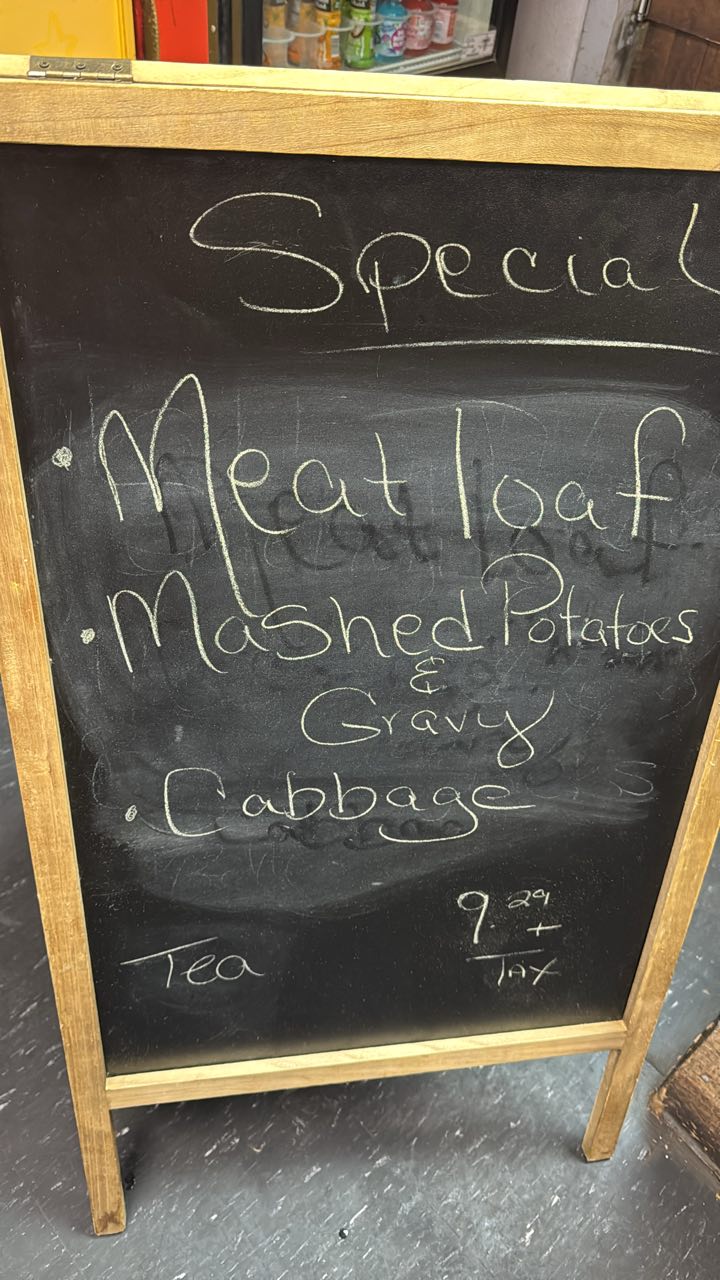 Special
• Meat loaf
• Mashed Potatoes
&
Gravy
• Cabbage
Tea
9.29
+
TAX